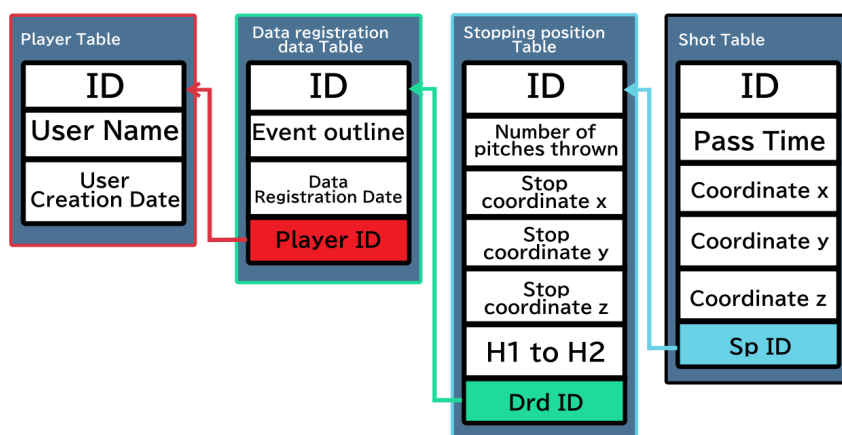 Player Table
ID
User Name
User
Creation Date
Data registration
data Table
ID
Event outline
Data
Registration Date
Player ID
Stopping position
Table
ID
Number of
pitches thrown
Stop
coordinate x
Stop
coordinate y
Stop
coordinate z
H1 to H2
Drd ID
Shot Table
ID
Pass Time
Coordinate x
Coordinate y
Coordinate z
Sp ID